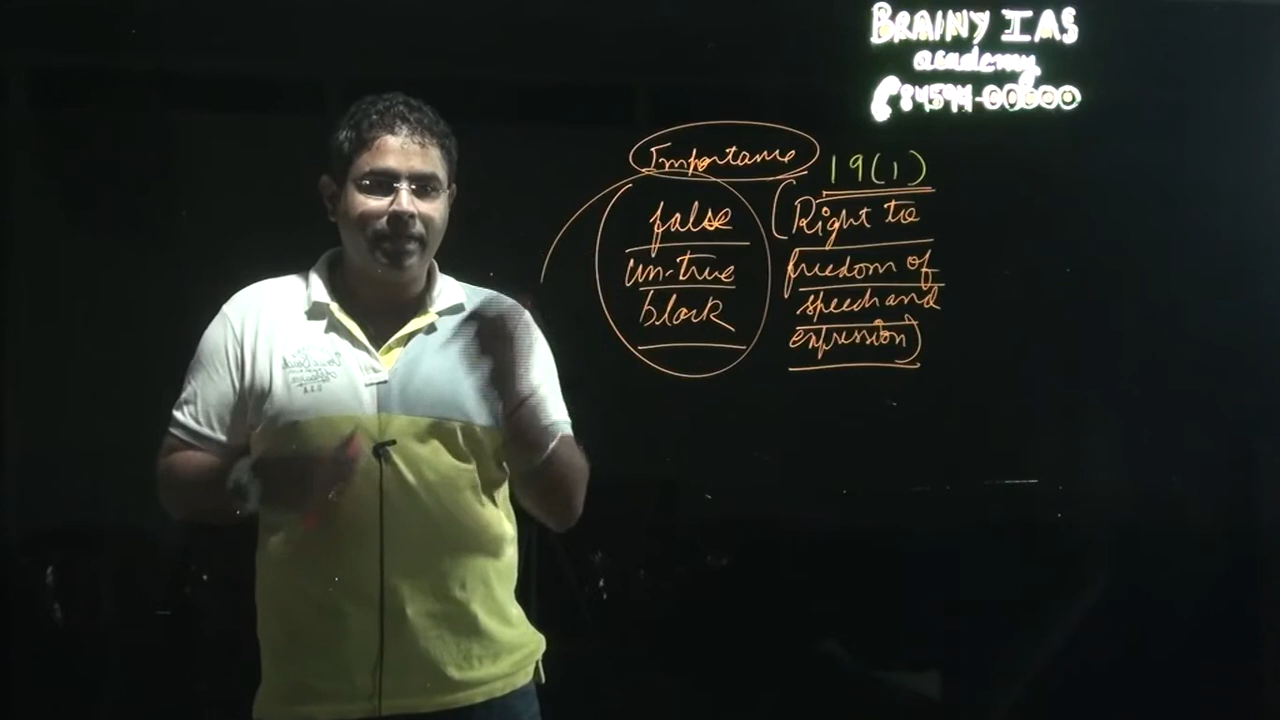 BRAINY IAS
academy
84594-00000
Importance
19(1)
false
un-true
block
(Right to
freedom of
speech and
expression)